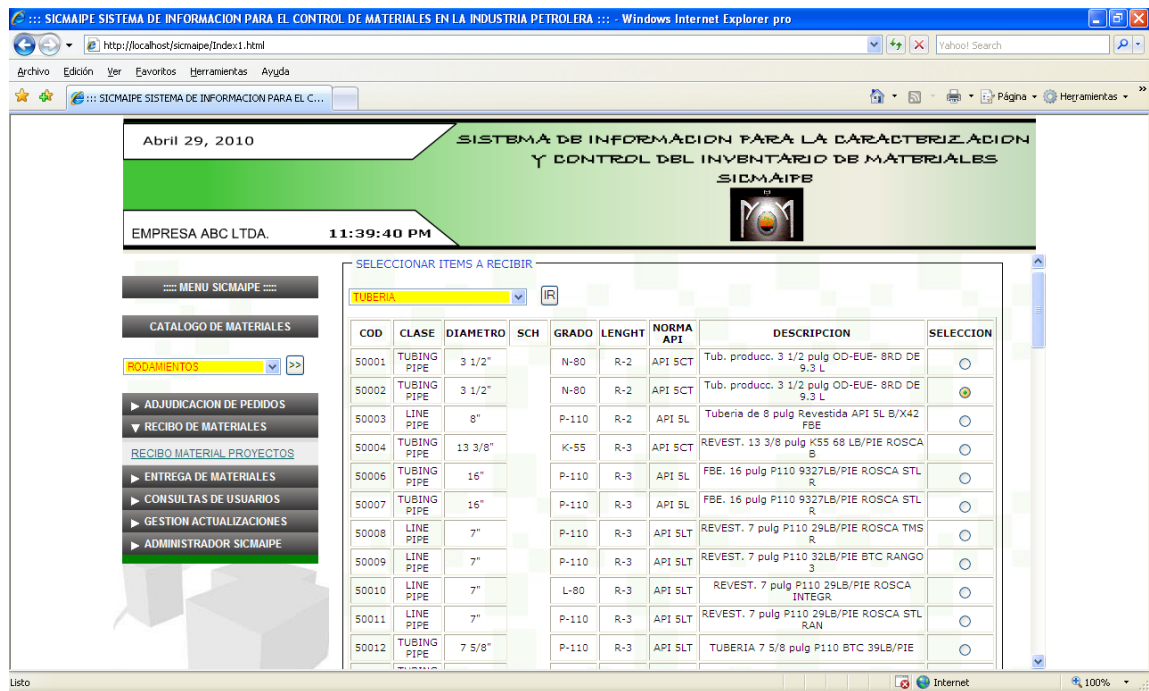 ::: SICMAIPE SISTEMA DE INFORMACION PARA EL CONTROL DE MATERIALES EN LA INDUSTRIA PETROLERA ::: - Windows Internet Explorer pro
http://localhost/sicmaipe/Index1.html
Yahoo! Search
Archivo Edición Ver Favoritos Herramientas Ayuda
::: SICMAIPE SISTEMA DE INFORMACION PARA EL C...
Página Herramientas »
Abril 29, 2010
SISTEMA DE INFORMACION PARA LA CARACTERIZACION
Y CONTROL DEL INVENTARIO DE MATERIALES
SICMAIPE
EMPRESA ABC LTDA.
11:39:40 PM
::::: MENU SICMAIPE :::::
CATALOGO DE MATERIALES
RODAMIENTOS >>
ADJUDICACION DE PEDIDOS
RECIBO DE MATERIALES
RECIBO MATERIAL PROYECTOS
ENTREGA DE MATERIALES
CONSULTAS DE USUARIOS
GESTION ACTUALIZACIONES
ADMINISTRADOR SICMAIPE
SELECCIONAR ITEMS A RECIBIR
TUBERIA IR
COD CLASE DIAMETRO SCH GRADO LENGHT NORMA API DESCRIPCION SELECCION
50001 TUBING PIPE 3 1/2" N-80 R-2 API 5CT Tub. producc. 3 1/2 pulg OD-EUE- 8RD DE 9.3 L
50002 TUBING PIPE 3 1/2" N-80 R-2 API 5CT Tub. producc. 3 1/2 pulg OD-EUE- 8RD DE 9.3 L
50003 LINE PIPE 8" P-110 R-2 API 5L Tuberia de 8 pulg Revestida API 5L B/X42 FBE
50004 TUBING PIPE 13 3/8" K-55 R-3 API 5CT REVEST. 13 3/8 pulg K55 68 LB/PIE ROSCA B
50006 TUBING PIPE 16" P-110 R-3 API 5L FBE. 16 pulg P110 9327LB/PIE ROSCA STL R
50007 TUBING PIPE 16" P-110 R-3 API 5L FBE. 16 pulg P110 9327LB/PIE ROSCA STL R
50008 LINE PIPE 7" P-110 R-3 API 5LT REVEST. 7 pulg P110 29LB/PIE ROSCA TMS R
50009 LINE PIPE 7" P-110 R-3 API 5LT REVEST. 7 pulg P110 32LB/PIE BTC RANGO 3
50010 LINE PIPE 7" L-80 R-3 API 5LT REVEST. 7 pulg P110 29LB/PIE ROSCA INTEGR
50011 LINE PIPE 7" P-110 R-3 API 5LT REVEST. 7 pulg P110 29LB/PIE ROSCA STL RAN
50012 TUBING PIPE 7 5/8" P-110 R-3 API 5LT TUBERIA 7 5/8 pulg P110 BTC 39LB/PIE
Listo
Internet
100%